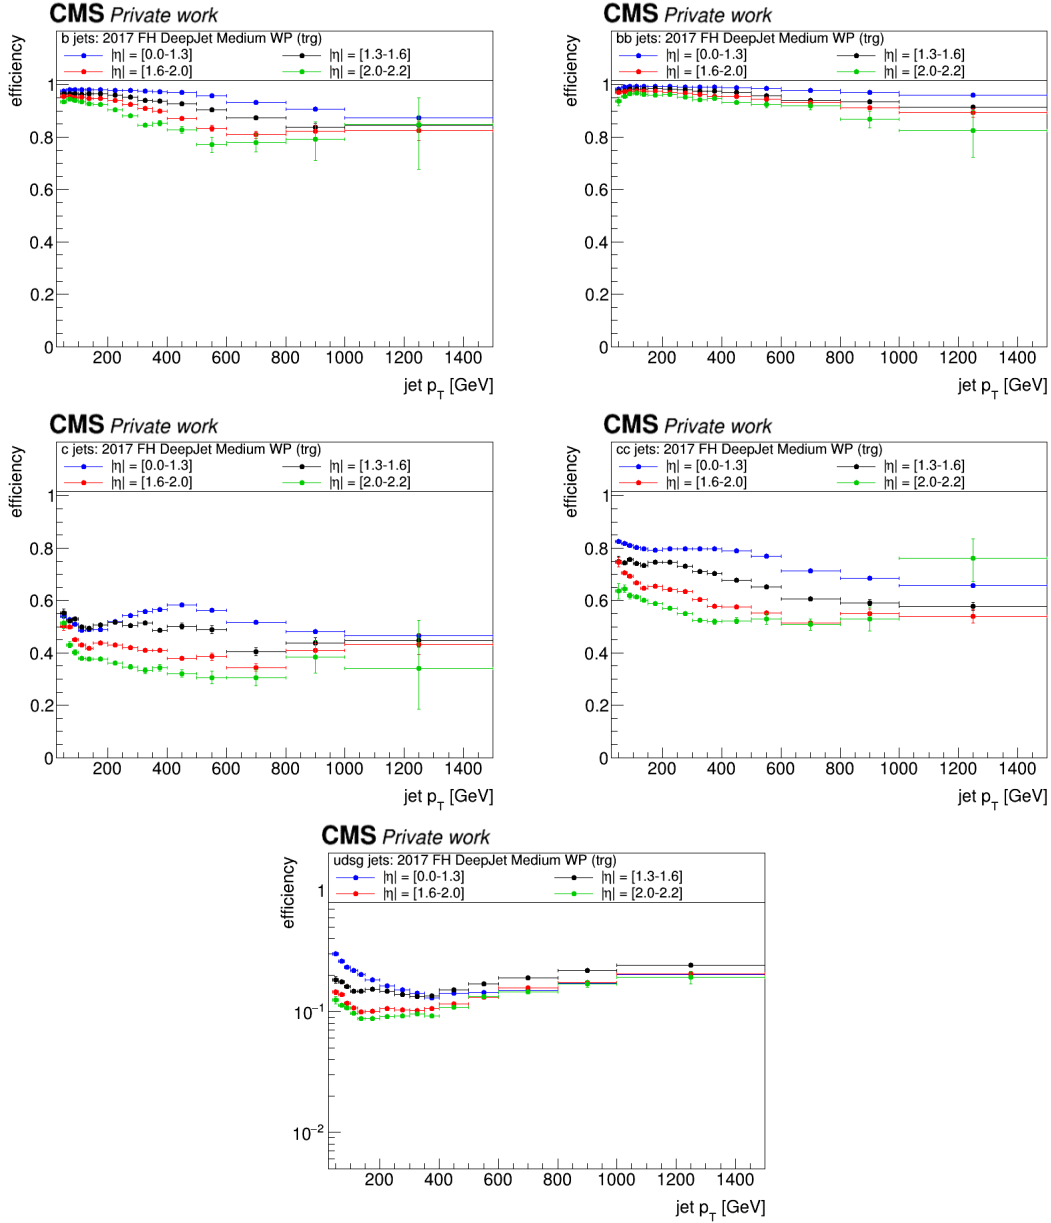 CMS Private work
b jets: 2017 FH DeepJet Medium WP (trg)
|η| = [0.0-1.3] |η| = [1.3-1.6]
|η| = [1.6-2.0] |η| = [2.0-2.2]
efficiency
1
0.8
0.6
0.4
0.2
0
200 400 600 800 1000 1200 1400
jet p_T [GeV]
CMS Private work
bb jets: 2017 FH DeepJet Medium WP (trg)
|η| = [0.0-1.3] |η| = [1.3-1.6]
|η| = [1.6-2.0] |η| = [2.0-2.2]
efficiency
1
0.8
0.6
0.4
0.2
0
200 400 600 800 1000 1200 1400
jet p_T [GeV]
CMS Private work
c jets: 2017 FH DeepJet Medium WP (trg)
|η| = [0.0-1.3] |η| = [1.3-1.6]
|η| = [1.6-2.0] |η| = [2.0-2.2]
efficiency
1
0.8
0.6
0.4
0.2
0
200 400 600 800 1000 1200 1400
jet p_T [GeV]
CMS Private work
cc jets: 2017 FH DeepJet Medium WP (trg)
|η| = [0.0-1.3] |η| = [1.3-1.6]
|η| = [1.6-2.0] |η| = [2.0-2.2]
efficiency
1
0.8
0.6
0.4
0.2
0
200 400 600 800 1000 1200 1400
jet p_T [GeV]
CMS Private work
udsg jets: 2017 FH DeepJet Medium WP (trg)
|η| = [0.0-1.3] |η| = [1.3-1.6]
|η| = [1.6-2.0] |η| = [2.0-2.2]
efficiency
1
10⁻¹
10⁻²
200 400 600 800 1000 1200 1400
jet p_T [GeV]